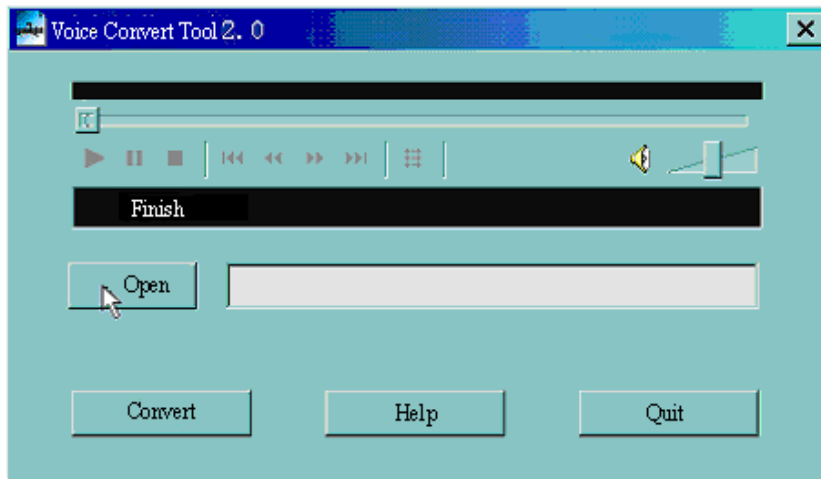 Voice Convert Tool 2. 0
Finish
Open
Convert
Help
Quit